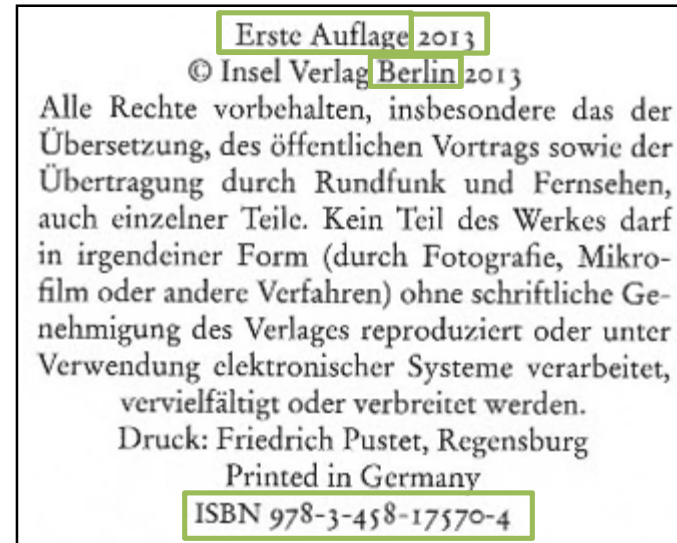 Erste Auflage 2013
© Insel Verlag Berlin 2013
Alle Rechte vorbehalten, insbesondere das der
Übersetzung, des öffentlichen Vortrags sowie der
Übertragung durch Rundfunk und Fernsehen,
auch einzelner Teile. Kein Teil des Werkes darf
in irgendeiner Form (durch Fotografie, Mikro-
film oder andere Verfahren) ohne schriftliche Ge-
nehmigung des Verlages reproduziert oder unter
Verwendung elektronischer Systeme verarbeitet,
vervielfältigt oder verbreitet werden.
Druck: Friedrich Pustet, Regensburg
Printed in Germany
ISBN 978-3-458-17570-4